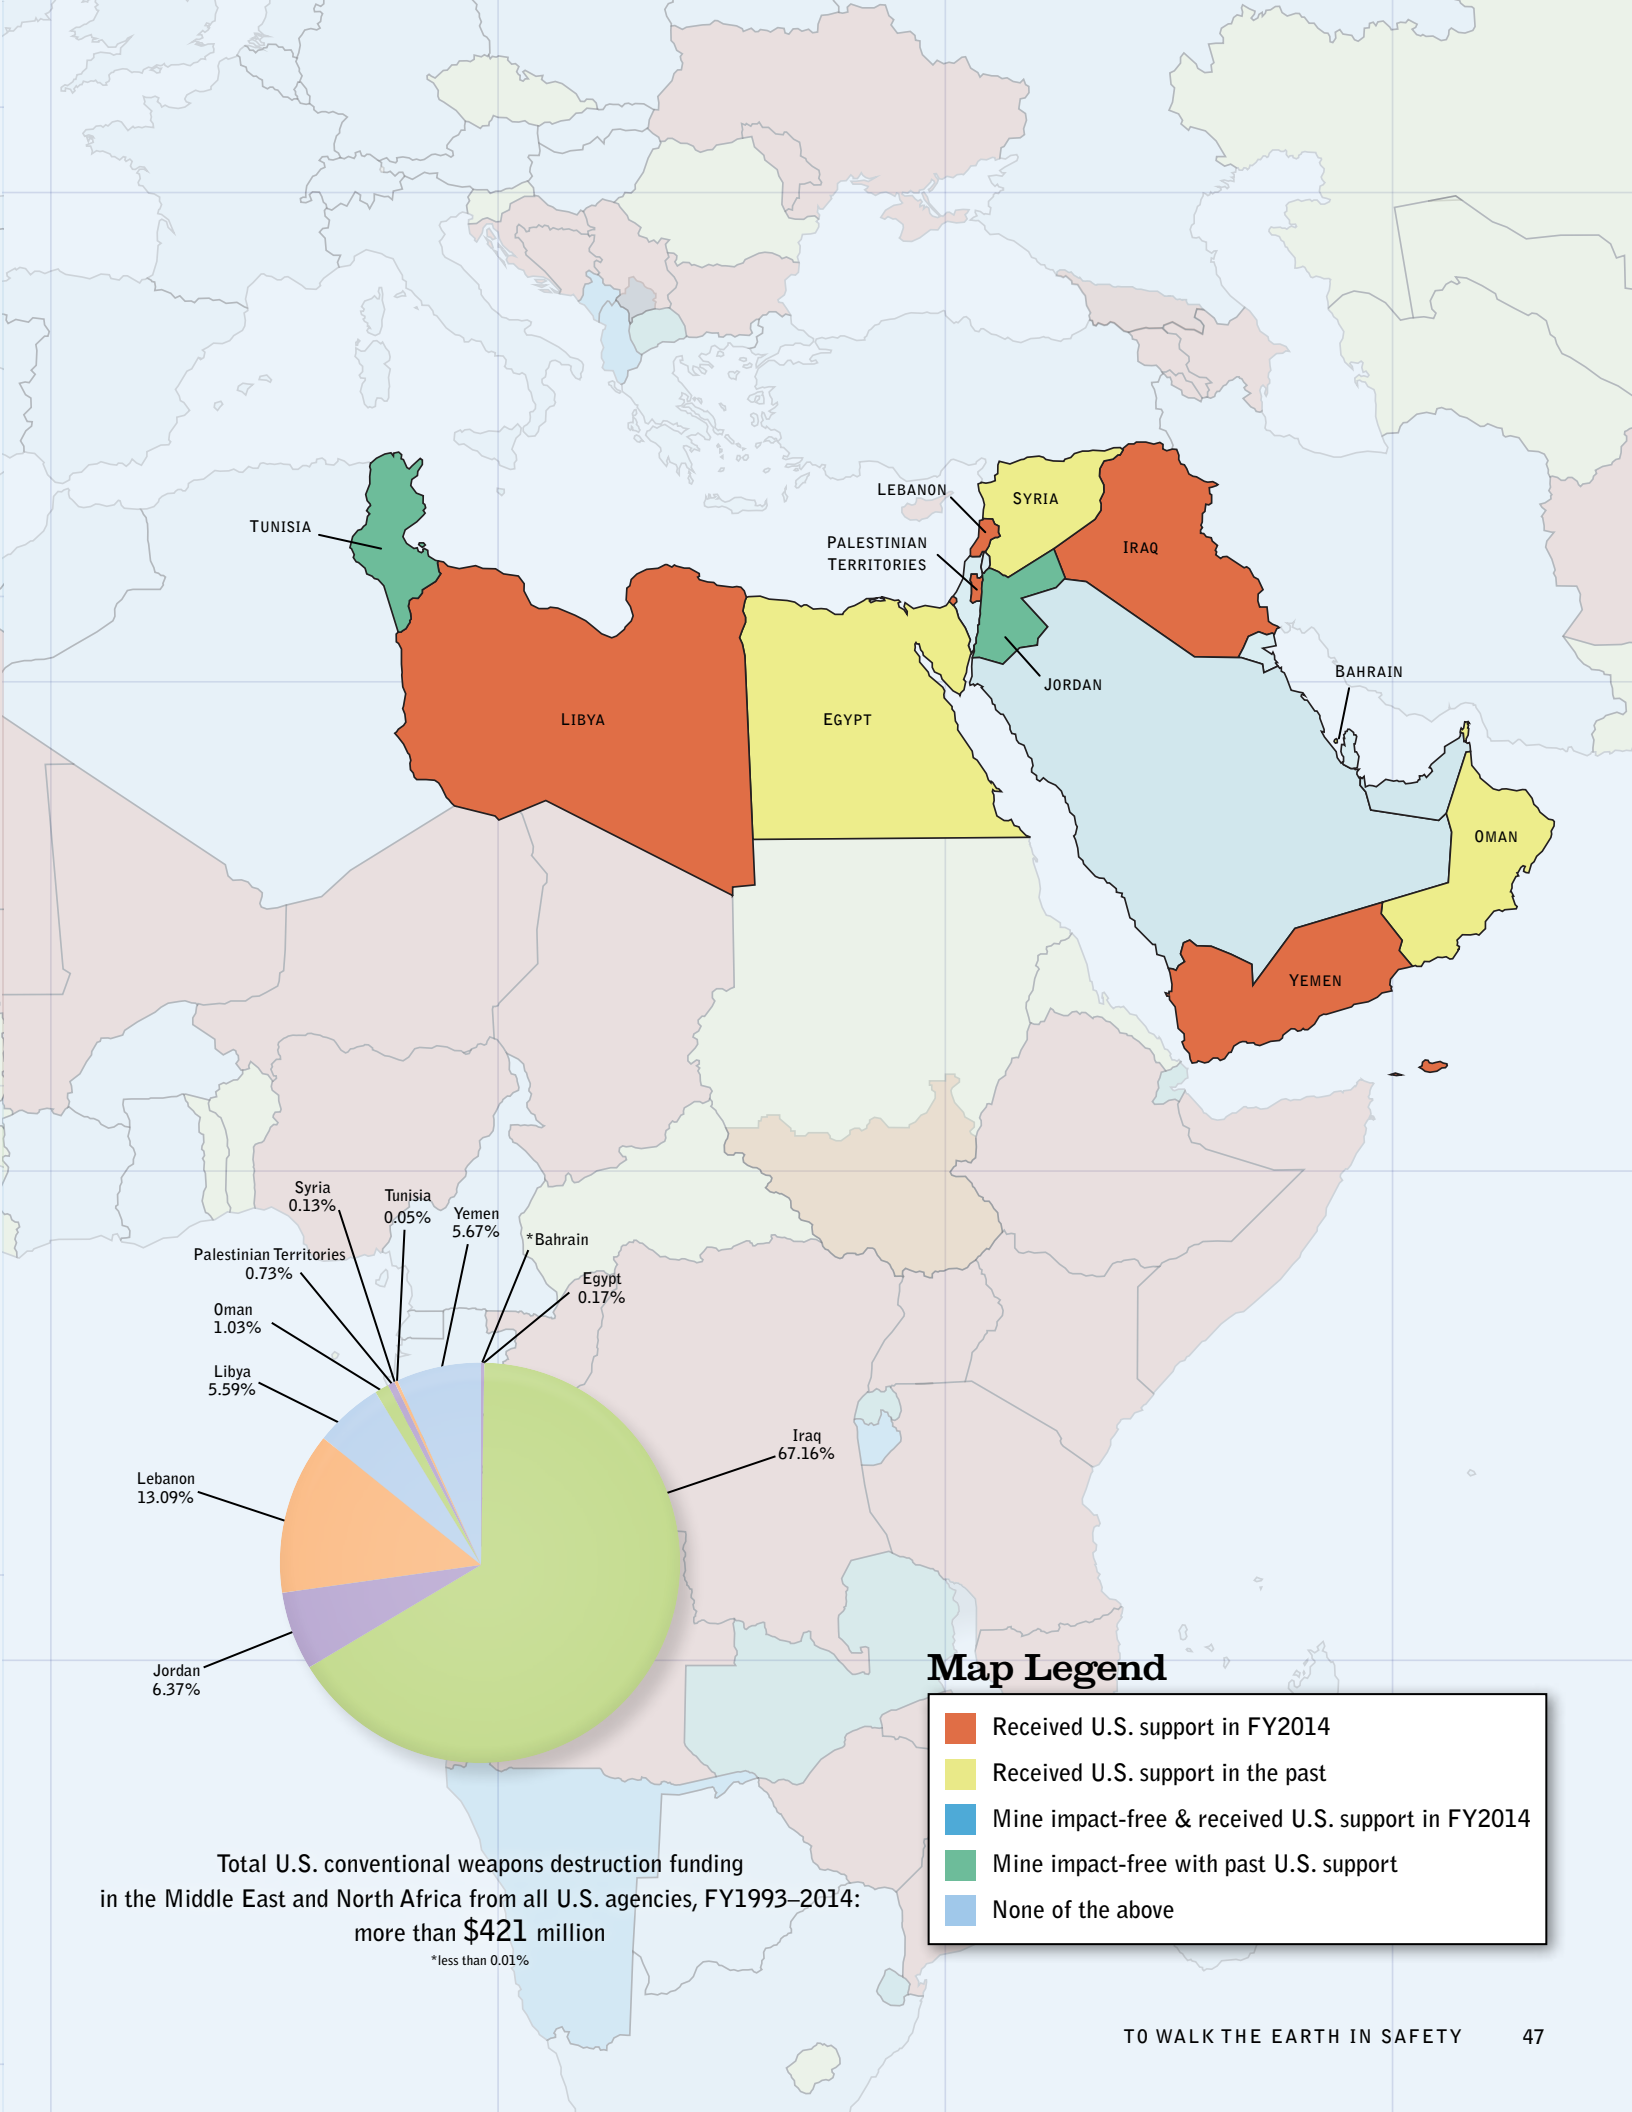 LEBANON
SYRIA
TUNISIA
PALESTINIAN
TERRITORIES
IRAQ
BAHRAIN
JORDAN
LIBYA
EGYPT
OMAN
YEMEN
Syria
0.13%
Tunisia
0.05%
Yemen
5.67%
*Bahrain
Palestinian Territories
0.73%
Egypt
0.17%
Oman
1.03%
Libya
5.59%
Iraq
67.16%
Lebanon
13.09%
Jordan
6.37%
Map Legend
Received U.S. support in FY2014
Received U.S. support in the past
Mine impact-free & received U.S. support in FY2014
Mine impact-free with past U.S. support
None of the above
Total U.S. conventional weapons destruction funding
in the Middle East and North Africa from all U.S. agencies, FY1993–2014:
more than $421 million
*less than 0.01%
TO WALK THE EARTH IN SAFETY 47